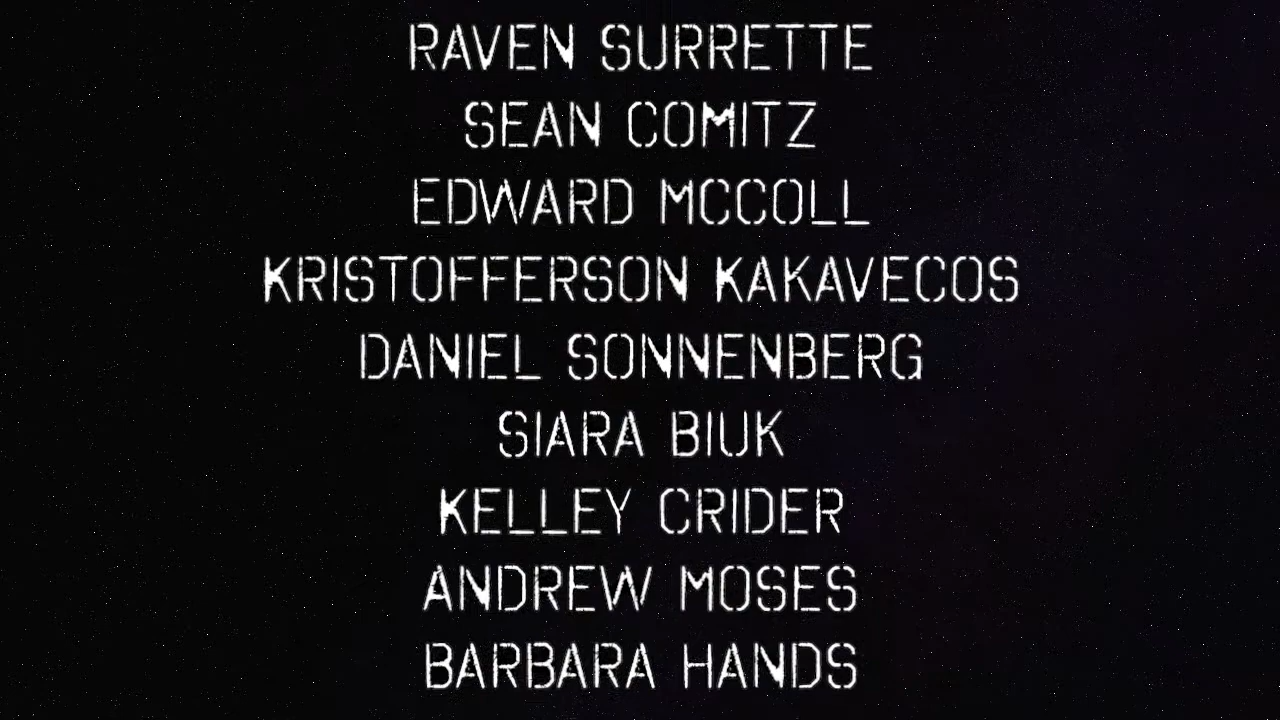 RAVEN SURRETTE
SEAN COMITZ
EDWARD MCCOLL
KRISTOFFERSON KAKAVECOS
DANIEL SONNENBERG
SIARA BIUK
KELLEY CRIDER
ANDREW MOSES
BARBARA HANDS